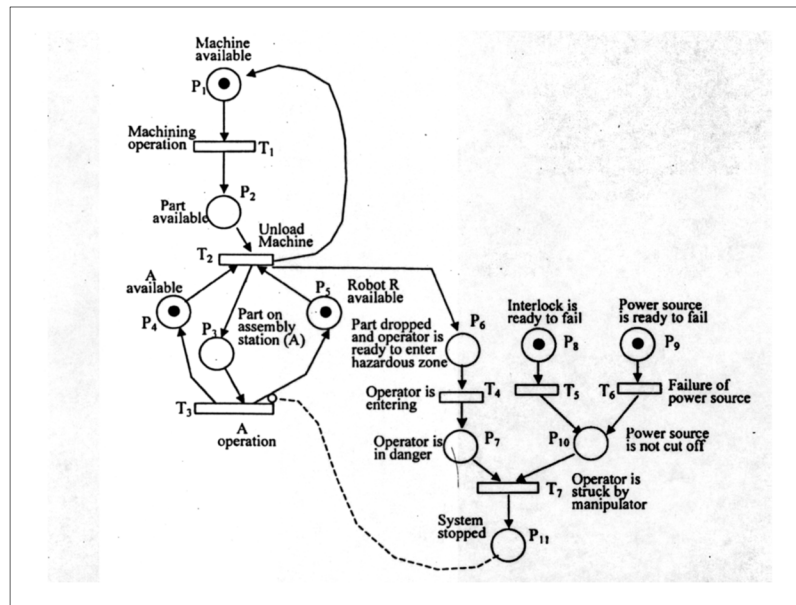 Machine
available
P1
Machining
operation
T1
P2
Part
available
Unload
Machine
T2
A
available
P4
P3
Part on
assembly
station (A)
P5
Robot R
available
T3
A
operation
P6
Part dropped
and operator is
ready to enter
hazardous zone
Operator is
entering
T4
Operator is
in danger
P7
Interlock is
ready to fail
P8
Power source
is ready to fail
P9
T5
T6
Failure of
power source
P10
Power source
is not cut off
T7
Operator is
struck by
manipulator
System
stopped
P11